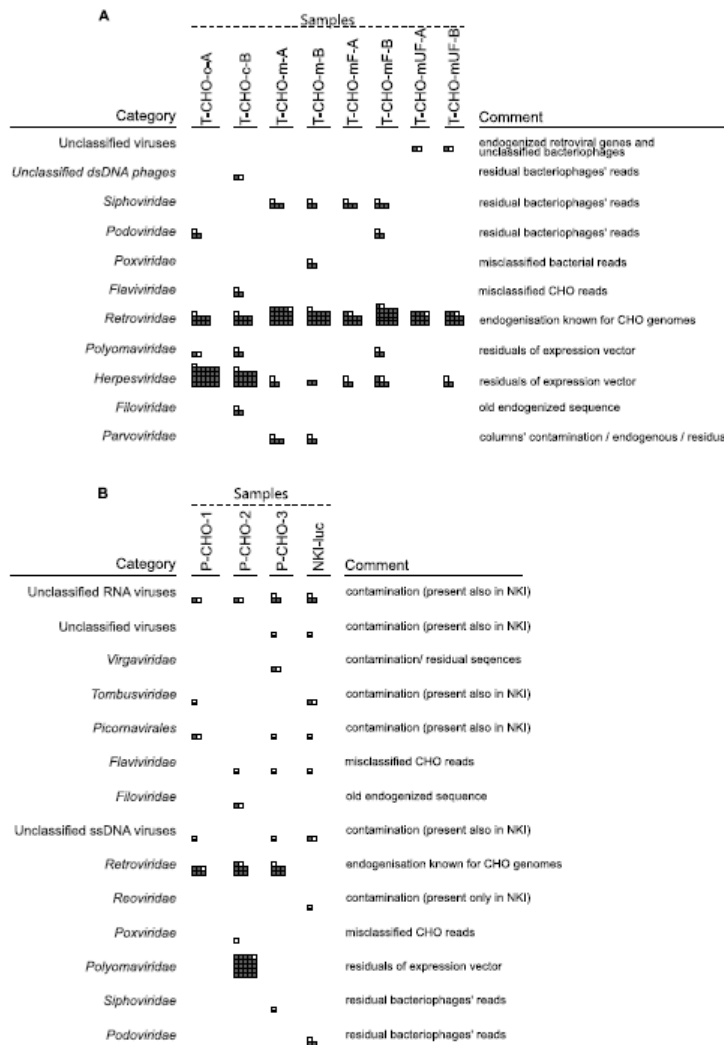 A
Samples
Category
T-CHO-c-A
T-CHO-c-B
T-CHO-m-A
T-CHO-m-B
T-CHO-mF-A
T-CHO-mF-B
T-CHO-mUF-A
T-CHO-mUF-B
Comment
Unclassified viruses endogenized retroviral genes and
unclassified bacteriophages
Unclassified dsDNA phages residual bacteriophages' reads
Siphoviridae residual bacteriophages' reads
Podoviridae residual bacteriophages' reads
Poxviridae misclassified bacterial reads
Flaviviridae misclassified CHO reads
Retroviridae endogenisation known for CHO genomes
Polyomaviridae residuals of expression vector
Herpesviridae residuals of expression vector
Filoviridae old endogenized sequence
Parvoviridae columns' contamination / endogenous / residua
B
Samples
Category
P-CHO-1
P-CHO-2
P-CHO-3
NKI-luc
Comment
Unclassified RNA viruses contamination (present also in NKI)
Unclassified viruses contamination (present also in NKI)
Virgaviridae contamination/ residual seqences
Tombusviridae contamination (present also in NKI)
Picornavirales contamination (present also in NKI)
Flaviviridae misclassified CHO reads
Filoviridae old endogenized sequence
Unclassified ssDNA viruses contamination (present also in NKI)
Retroviridae endogenisation known for CHO genomes
Reoviridae contamination (present only in NKI)
Poxviridae misclassified CHO reads
Polyomaviridae residuals of expression vector
Siphoviridae residual bacteriophages' reads
Podoviridae residual bacteriophages' reads